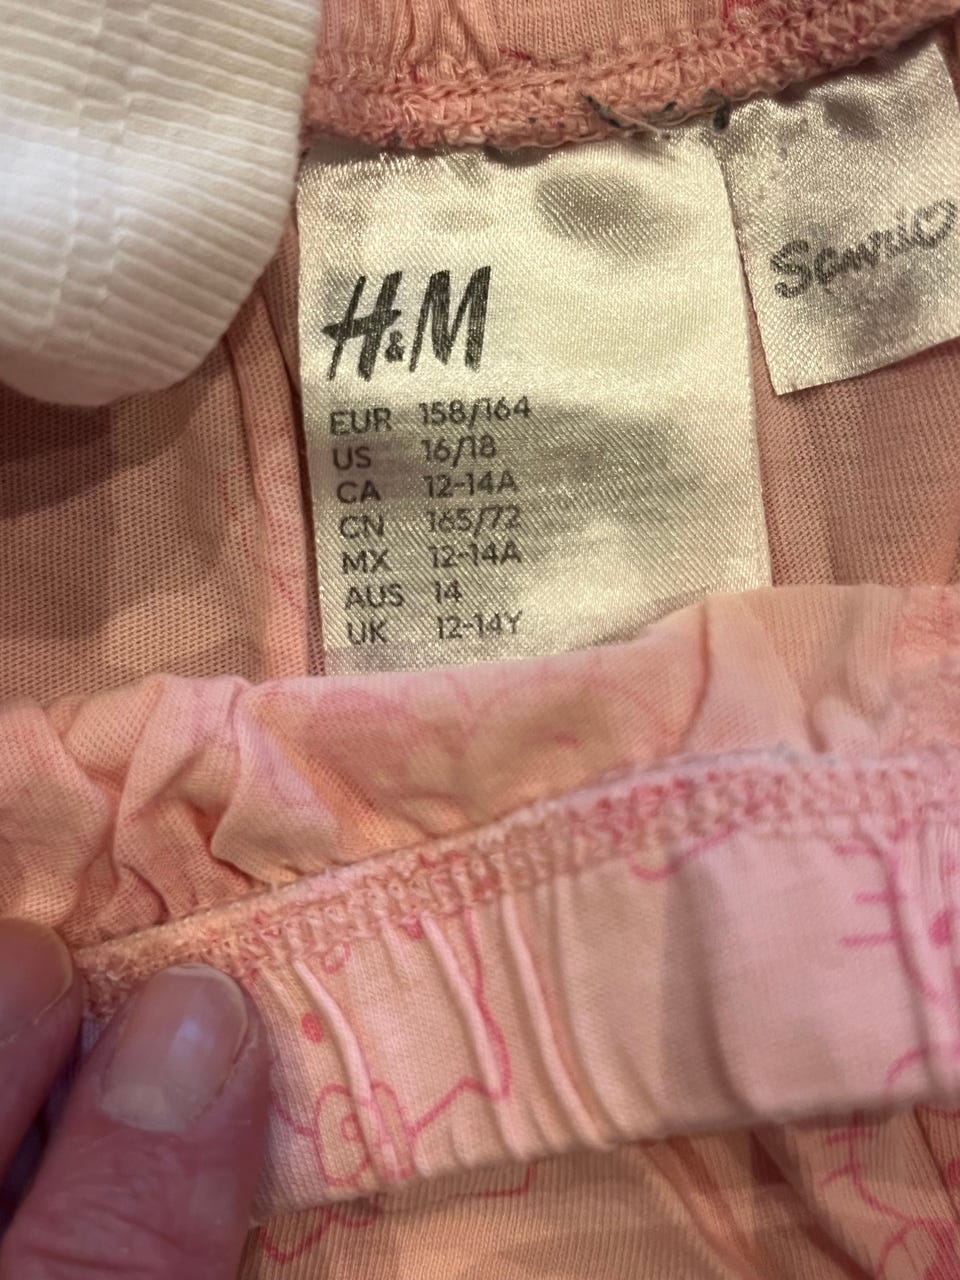 H&M
EUR 158/164
US 16/18
CA 12-14A
CN 165/72
MX 12-14A
AUS 14
UK 12-14Y
Sanrio